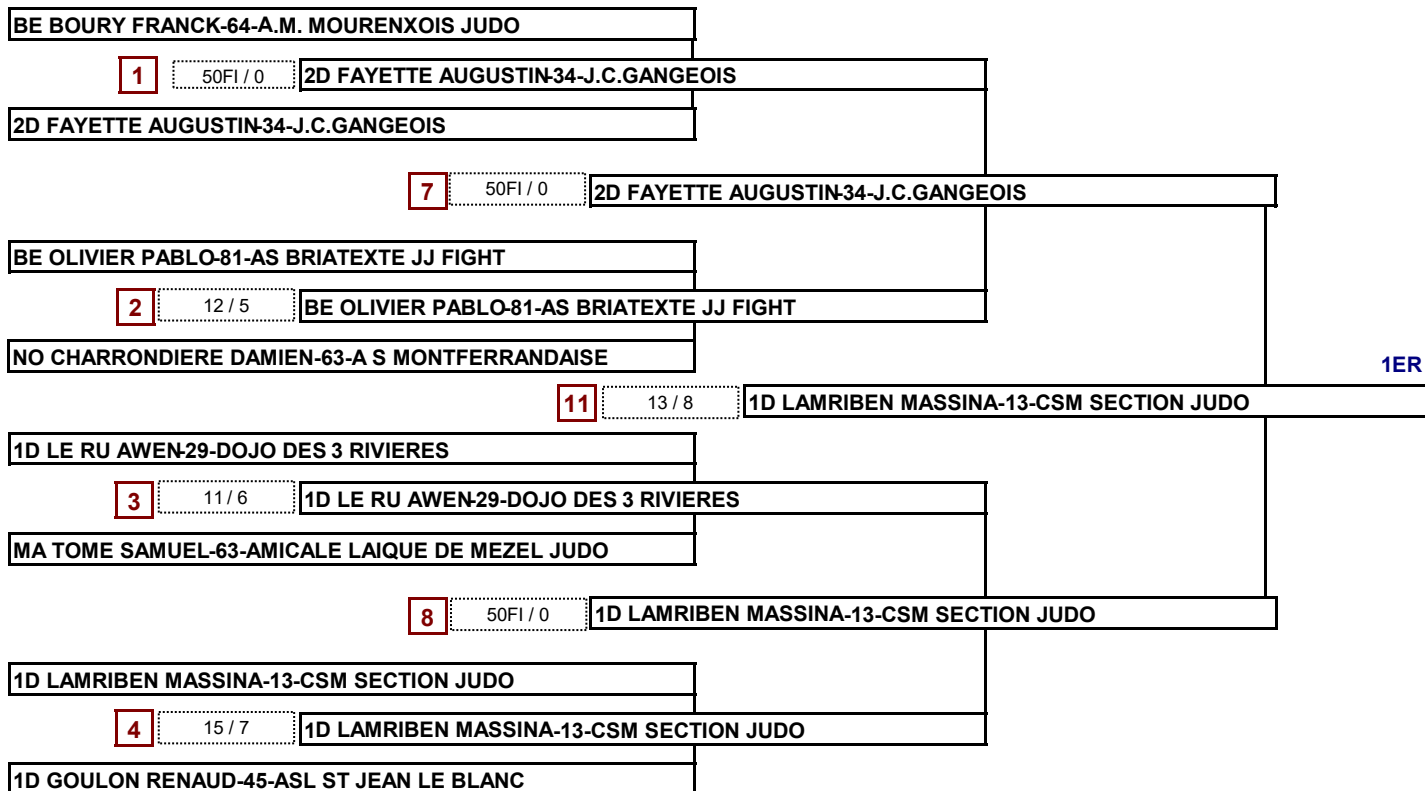 BE BOURY FRANCK-64-A.M. MOURENXOIS JUDO
1 50FI / 0 2D FAYETTE AUGUSTIN-34-J.C.GANGEOIS
2D FAYETTE AUGUSTIN-34-J.C.GANGEOIS
7 50FI / 0 2D FAYETTE AUGUSTIN-34-J.C.GANGEOIS
BE OLIVIER PABLO-81-AS BRIATEXTE JJ FIGHT
2 12 / 5 BE OLIVIER PABLO-81-AS BRIATEXTE JJ FIGHT
NO CHARRONDIERE DAMIEN-63-A S MONTFERRANDAISE
1ER
11 13 / 8 1D LAMRIBEN MASSINA-13-CSM SECTION JUDO
1D LE RU AWEN-29-DOJO DES 3 RIVIERES
3 11 / 6 1D LE RU AWEN-29-DOJO DES 3 RIVIERES
MA TOME SAMUEL-63-AMICALE LAIQUE DE MEZEL JUDO
8 50FI / 0 1D LAMRIBEN MASSINA-13-CSM SECTION JUDO
1D LAMRIBEN MASSINA-13-CSM SECTION JUDO
4 15 / 7 1D LAMRIBEN MASSINA-13-CSM SECTION JUDO
1D GOULON RENAUD-45-ASL ST JEAN LE BLANC